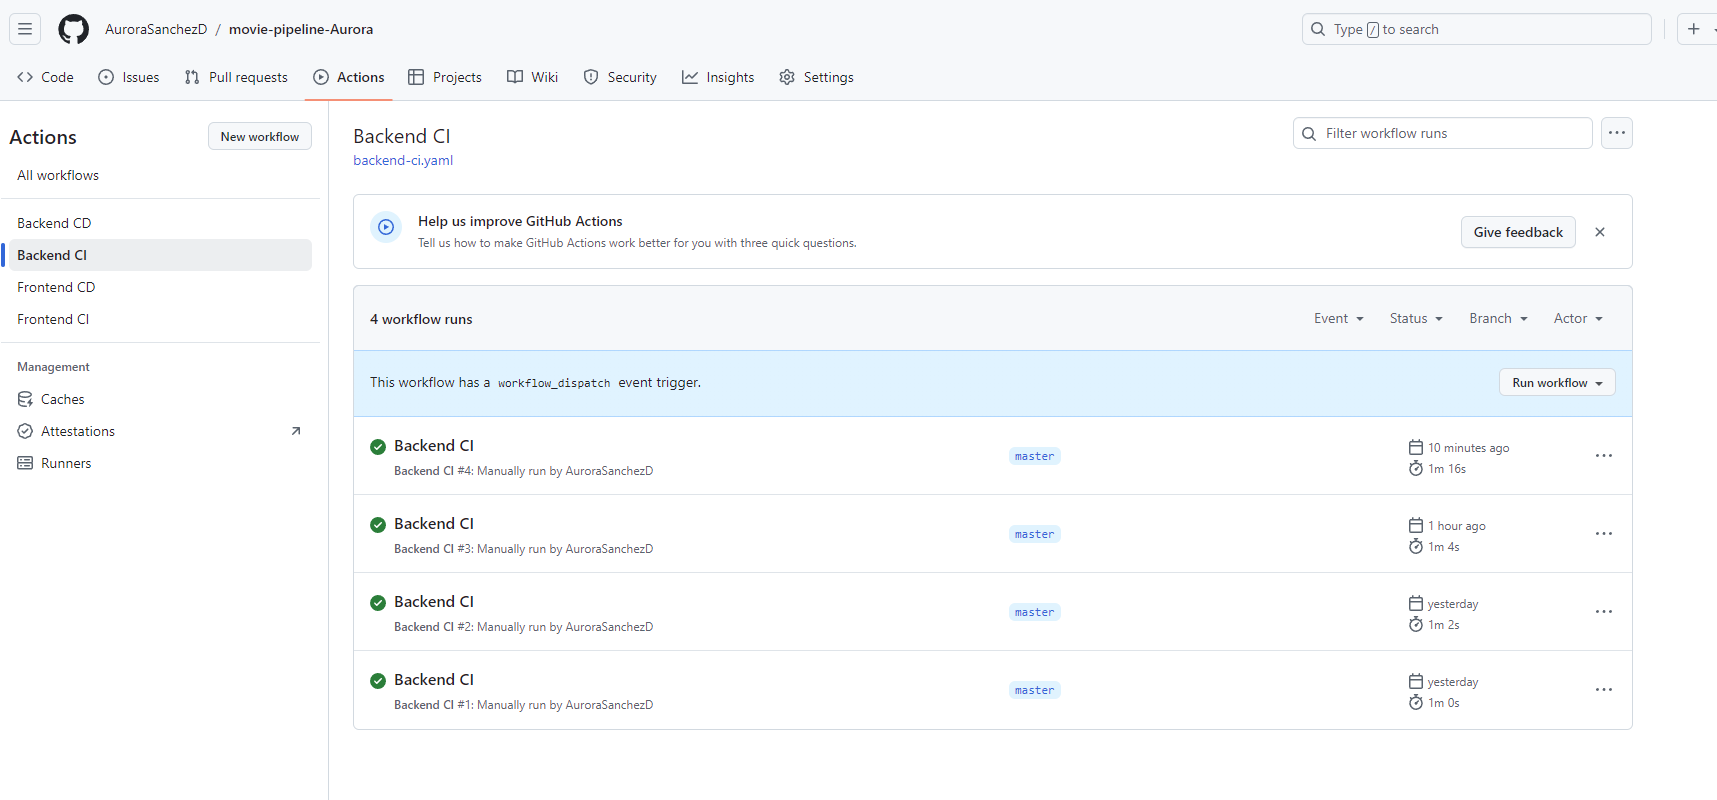 AuroraSanchezD / movie-pipeline-Aurora
Type / to search
Code
Issues
Pull requests
Actions
Projects
Wiki
Security
Insights
Settings
Actions
New workflow
All workflows
Backend CD
Backend CI
Frontend CD
Frontend CI
Management
Caches
Attestations
Runners
Backend CI
backend-ci.yaml
Filter workflow runs
Help us improve GitHub Actions
Tell us how to make GitHub Actions work better for you with three quick questions.
Give feedback
4 workflow runs
Event
Status
Branch
Actor
This workflow has a workflow_dispatch event trigger.
Run workflow
Backend CI
Backend CI #4: Manually run by AuroraSanchezD
master
10 minutes ago
1m 16s
Backend CI
Backend CI #3: Manually run by AuroraSanchezD
master
1 hour ago
1m 4s
Backend CI
Backend CI #2: Manually run by AuroraSanchezD
master
yesterday
1m 2s
Backend CI
Backend CI #1: Manually run by AuroraSanchezD
master
yesterday
1m 0s